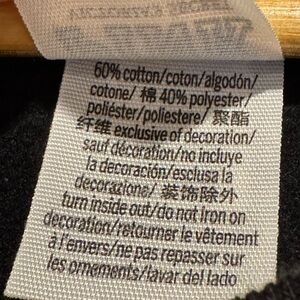 60% cotton/coton/algodón/
cotone/ 棉 40% polyester/
poliéster/poliestere/ 聚酯
纤维 exclusive of decoration/
sauf décoration/no incluye
la decoración/esclusa la
decorazione/ 装饰除外
turn inside out/do not iron on
decoration/retourner le vêtement
à l'envers/ne pas repasser sur
les ornements/lavar del lado